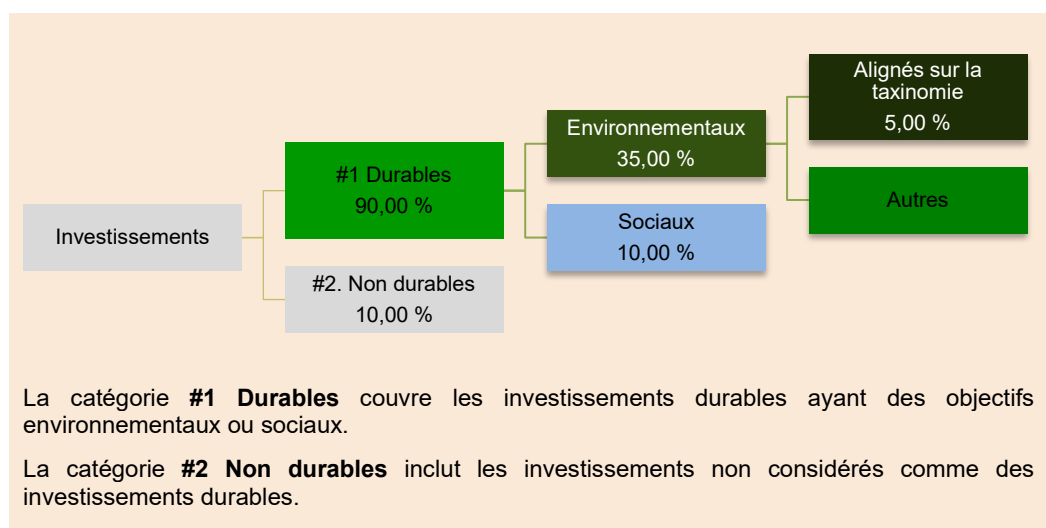 Alignés sur la
taxinomie
5,00 %
Environnementaux
35,00 %
#1 Durables
90,00 %
Autres
Sociaux
10,00 %
Investissements
#2. Non durables
10,00 %
La catégorie #1 Durables couvre les investissements durables ayant des objectifs
environnementaux ou sociaux.
La catégorie #2 Non durables inclut les investissements non considérés comme des
investissements durables.